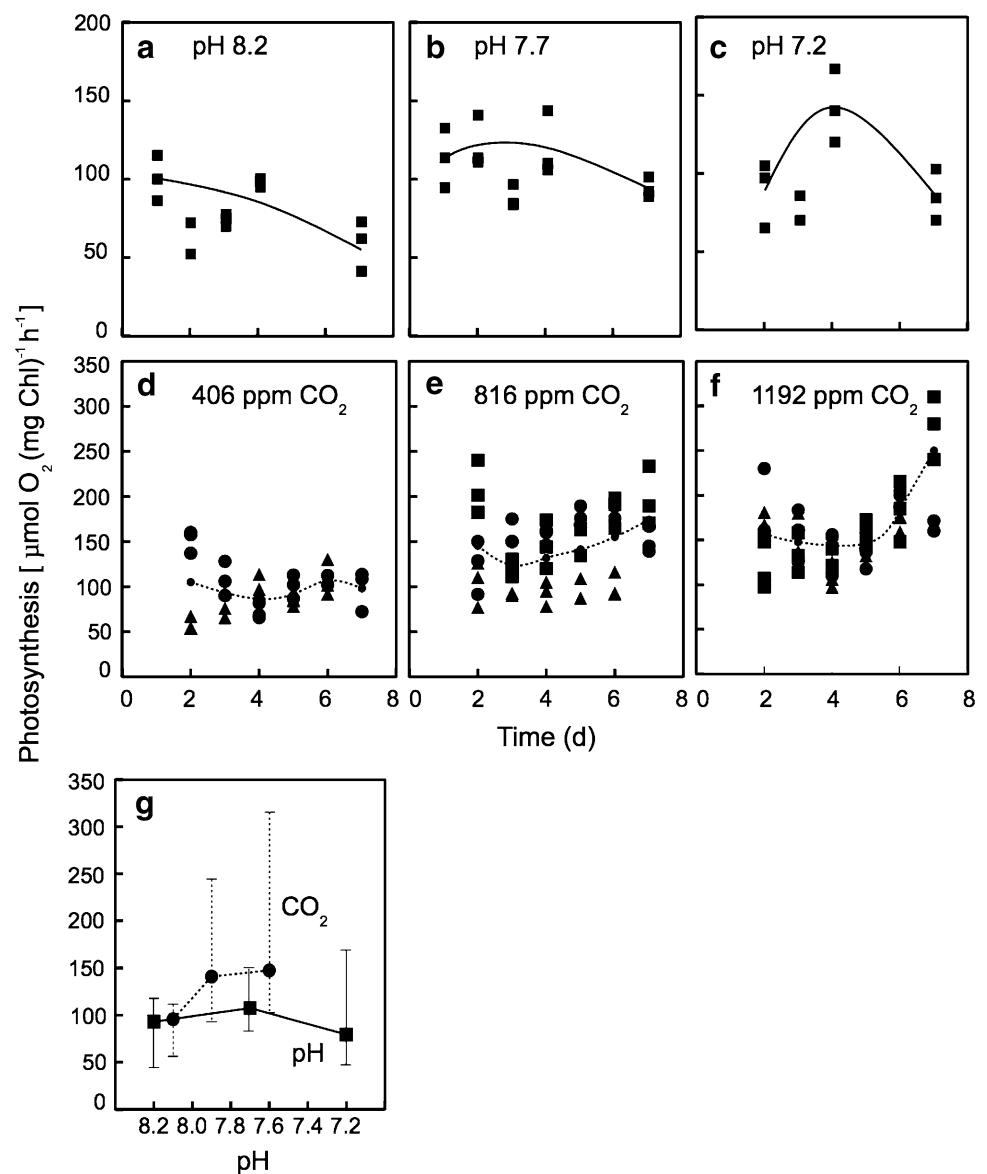 Photosynthesis [ µmol O₂ (mg Chl)⁻¹ h⁻¹ ]
200
150
100
50
0
a pH 8.2
b pH 7.7
c pH 7.2
350
300
250
200
150
100
50
0
d 406 ppm CO₂
e 816 ppm CO₂
f 1192 ppm CO₂
0 2 4 6 8 0 2 4 6 8 0 2 4 6 8
Time (d)
350
300
250
200
150
100
50
0
g
CO₂
pH
8.2 8.0 7.8 7.6 7.4 7.2
pH